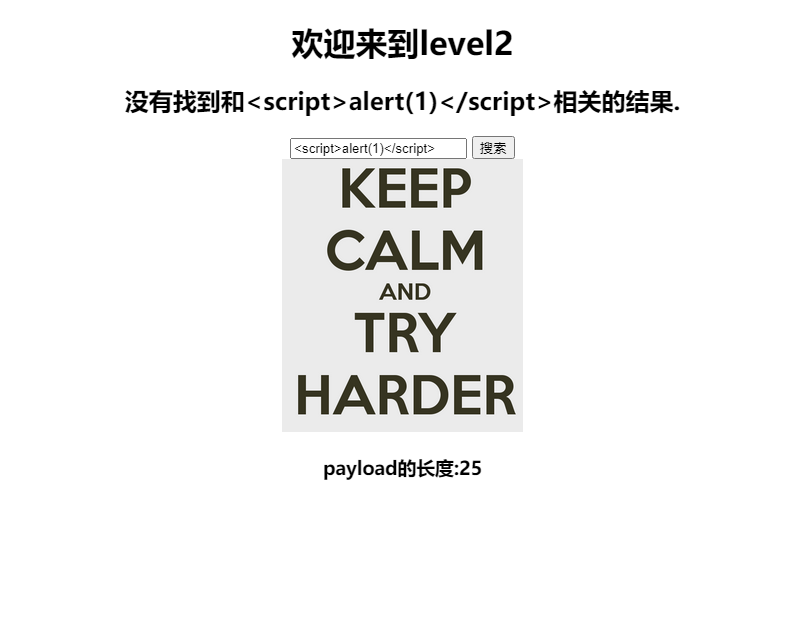 欢迎来到level2
没有找到和<script>alert(1)</script>相关的结果.
<script>alert(1)</script> 搜索
KEEP
CALM
AND
TRY
HARDER
payload的长度:25